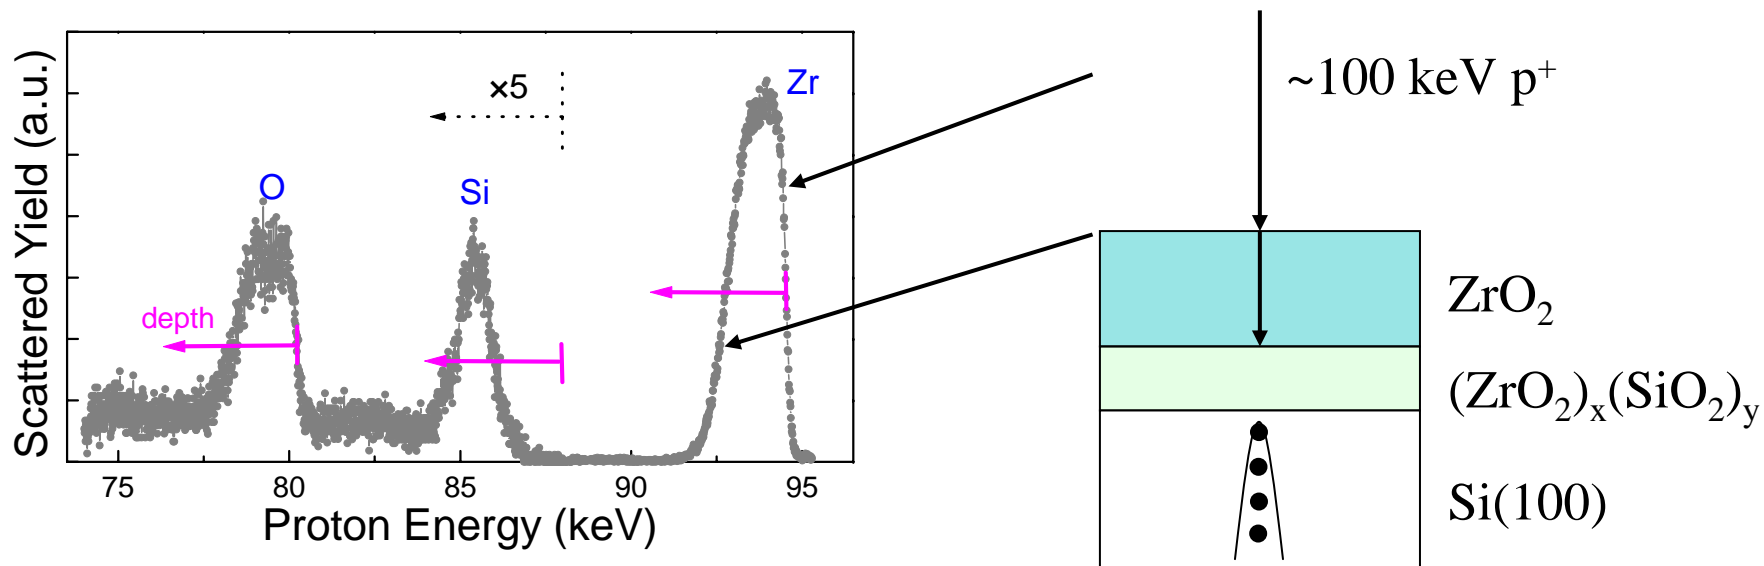 Scattered Yield (a.u.)
×5
Zr
O
Si
depth
75 80 85 90 95
Proton Energy (keV)
~100 keV p⁺
ZrO₂
(ZrO₂)ₓ(SiO₂)y
Si(100)